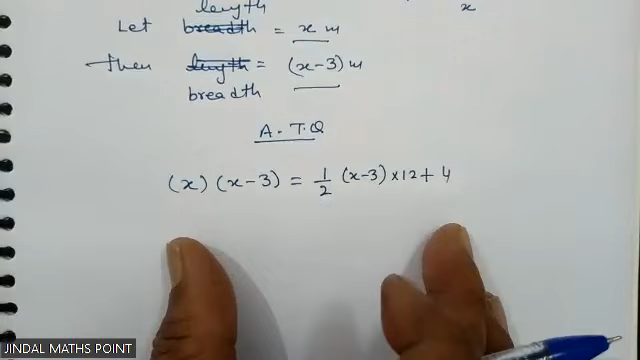 length
x
Let breadth = x m
Then length = (x-3) m
breadth
A.T.Q
(x) (x-3) = 1/2 (x-3) ×12 + 4
JINDAL MATHS POINT